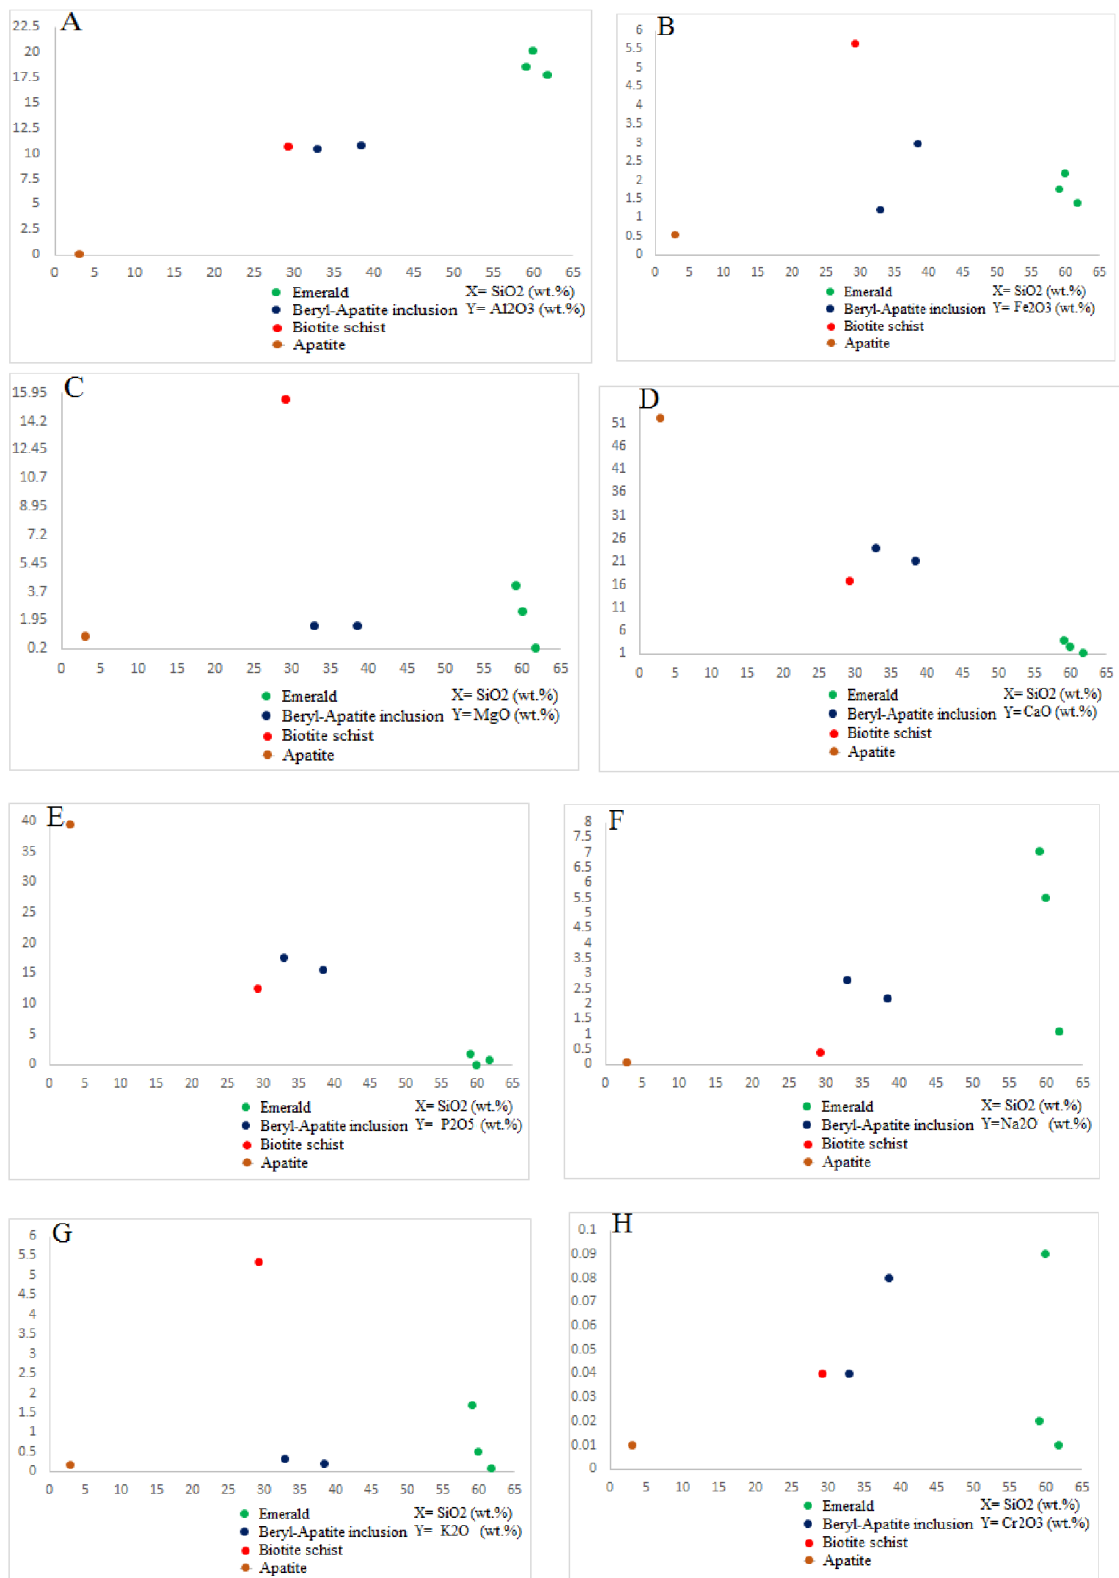 A
22.5
20
17.5
15
12.5
10
7.5
5
2.5
0
0 5 10 15 20 25 30 35 40 45 50 55 60 65
Emerald X= SiO2 (wt.%)
Beryl-Apatite inclusion Y= Al2O3 (wt.%)
Biotite schist
Apatite
B
6
5.5
5
4.5
4
3.5
3
2.5
2
1.5
1
0.5
0
0 5 10 15 20 25 30 35 40 45 50 55 60 65
Emerald X= SiO2 (wt.%)
Beryl-Apatite inclusion Y= Fe2O3 (wt.%)
Biotite schist
Apatite
C
15.95
14.2
12.45
10.7
8.95
7.2
5.45
3.7
1.95
0.2
0 5 10 15 20 25 30 35 40 45 50 55 60 65
Emerald X= SiO2 (wt.%)
Beryl-Apatite inclusion Y= MgO (wt.%)
Biotite schist
Apatite
D
51
46
41
36
31
26
21
16
11
6
1
0 5 10 15 20 25 30 35 40 45 50 55 60 65
Emerald X= SiO2 (wt.%)
Beryl-Apatite inclusion Y= CaO (wt.%)
Biotite schist
Apatite
E
40
35
30
25
20
15
10
5
0
0 5 10 15 20 25 30 35 40 45 50 55 60 65
Emerald X= SiO2 (wt.%)
Beryl-Apatite inclusion Y= P2O5 (wt.%)
Biotite schist
Apatite
F
8
7.5
7
6.5
6
5.5
5
4.5
4
3.5
3
2.5
2
1.5
1
0.5
0
0 5 10 15 20 25 30 35 40 45 50 55 60 65
Emerald X= SiO2 (wt.%)
Beryl-Apatite inclusion Y=Na2O (wt.%)
Biotite schist
Apatite
G
6
5.5
5
4.5
4
3.5
3
2.5
2
1.5
1
0.5
0
0 5 10 15 20 25 30 35 40 45 50 55 60 65
Emerald X= SiO2 (wt.%)
Beryl-Apatite inclusion Y= K2O (wt.%)
Biotite schist
Apatite
H
0.1
0.09
0.08
0.07
0.06
0.05
0.04
0.03
0.02
0.01
0
0 5 10 15 20 25 30 35 40 45 50 55 60 65
Emerald X= SiO2 (wt.%)
Beryl-Apatite inclusion Y= Cr2O3 (wt.%)
Biotite schist
Apatite